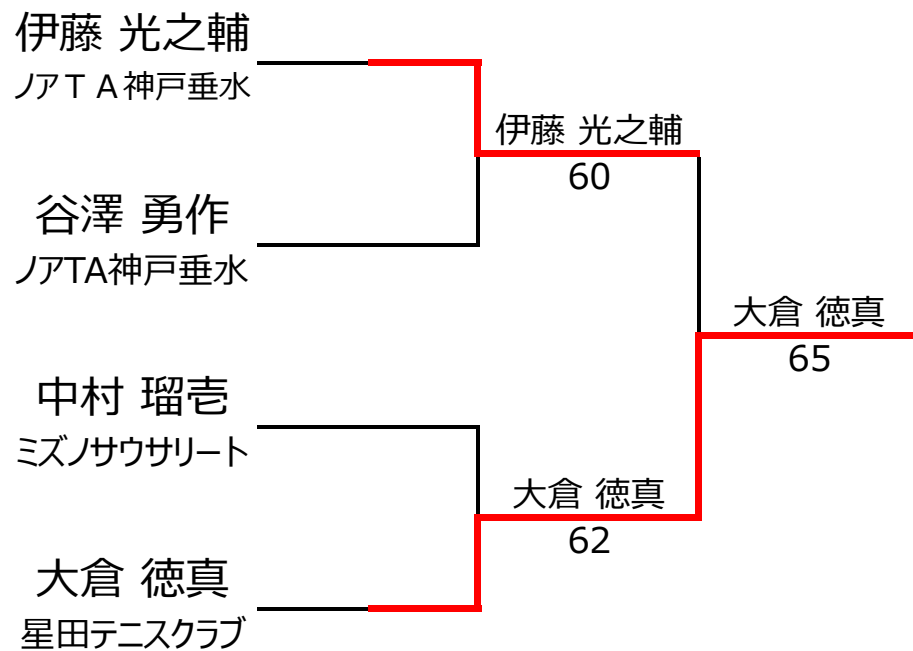 伊藤 光之輔
ノアＴＡ神戸垂水
伊藤 光之輔
60
谷澤 勇作
ノアTA神戸垂水
大倉 徳真
65
中村 瑠壱
ミズノサウサリート
大倉 徳真
62
大倉 徳真
星田テニスクラブ